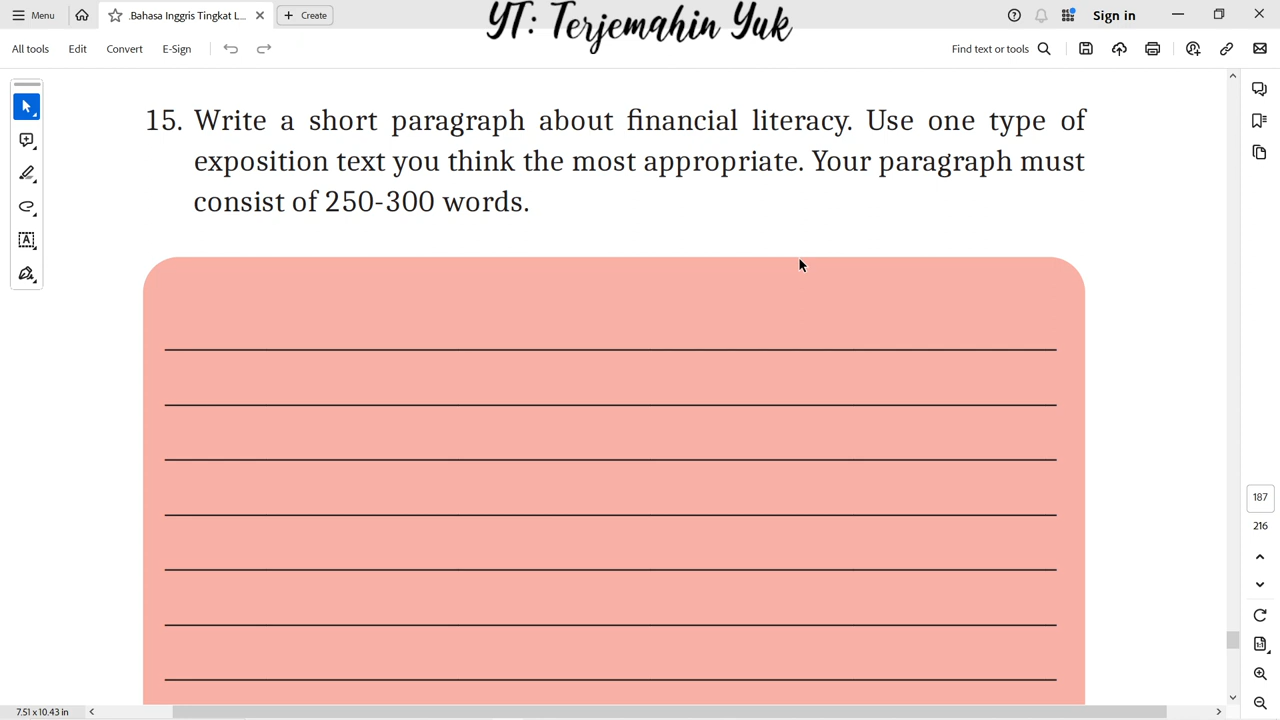 Menu
.Bahasa Inggris Tingkat L...
Create
YT: Terjemahin Yuk
Sign in
All tools
Edit
Convert
E-Sign
Find text or tools
15. Write a short paragraph about financial literacy. Use one type of
exposition text you think the most appropriate. Your paragraph must
consist of 250-300 words.
187
216
7.51 x 10.43 in